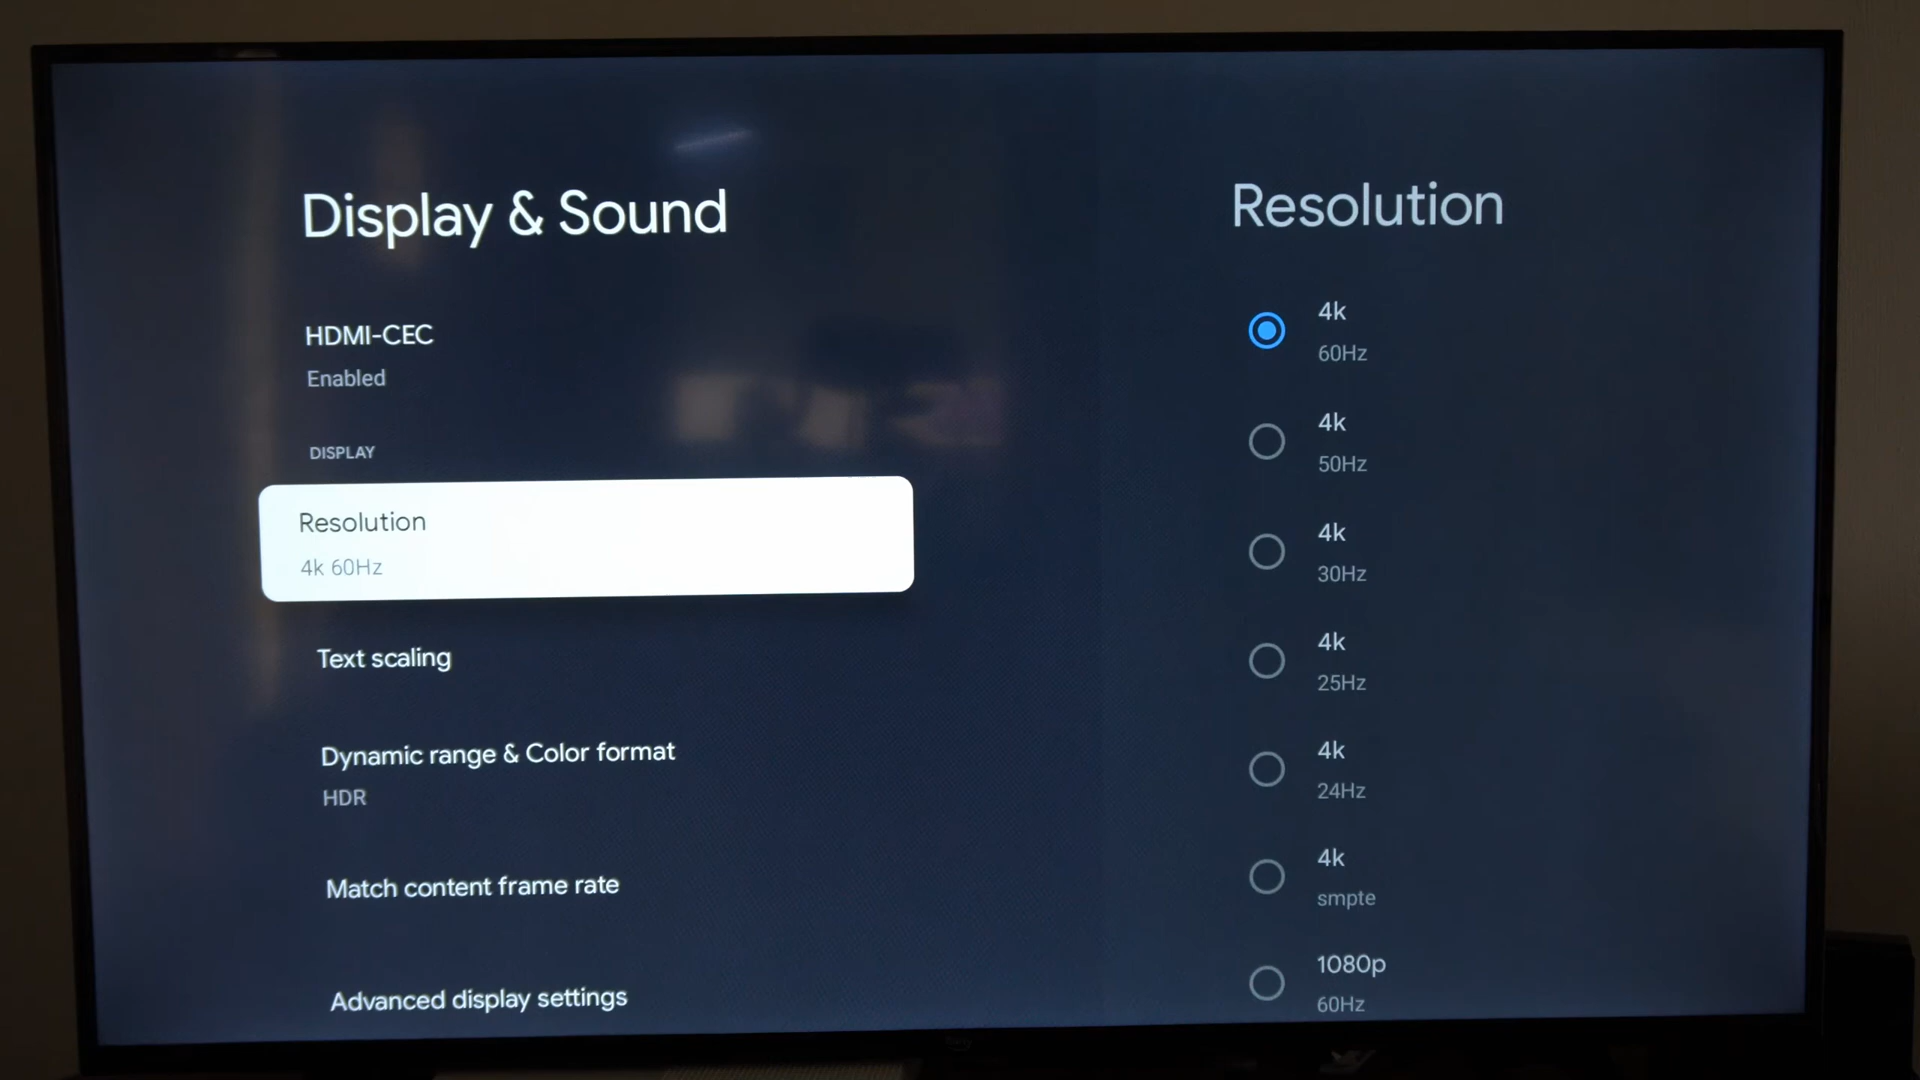 Display & Sound
HDMI-CEC
Enabled
DISPLAY
Resolution
4k 60Hz
Text scaling
Dynamic range & Color format
HDR
Match content frame rate
Advanced display settings
Resolution
4k
60Hz
4k
50Hz
4k
30Hz
4k
25Hz
4k
24Hz
4k
smpte
1080p
60Hz